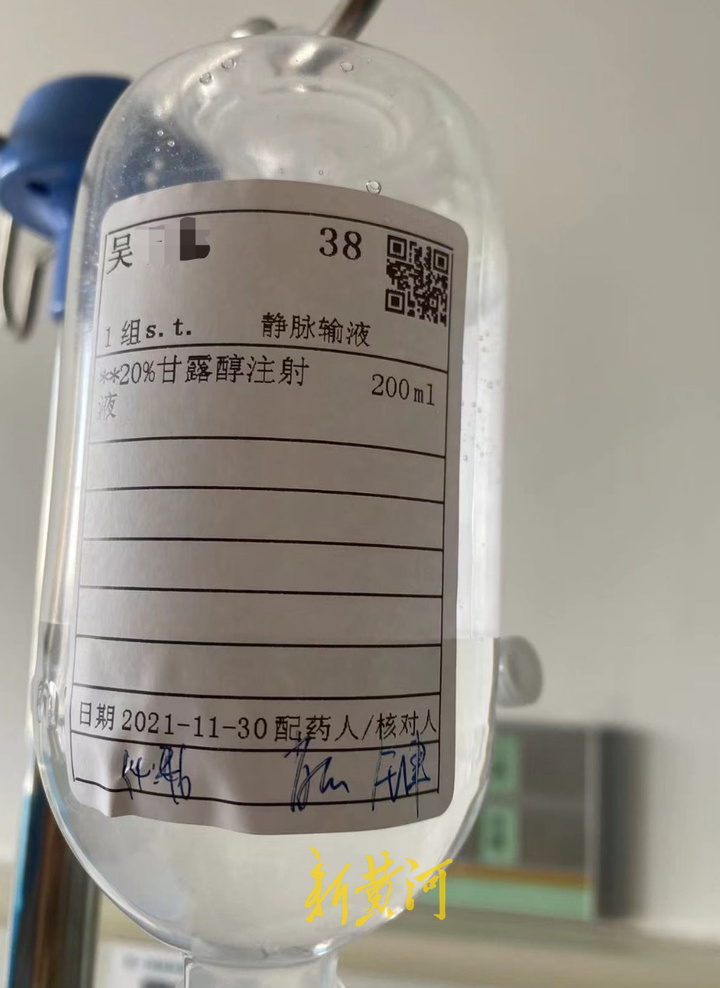 吴 38
1 组s.t. 静脉输液
**20%甘露醇注射 200ml
液
日期 2021-11-30 配药人/核对人
新黄河